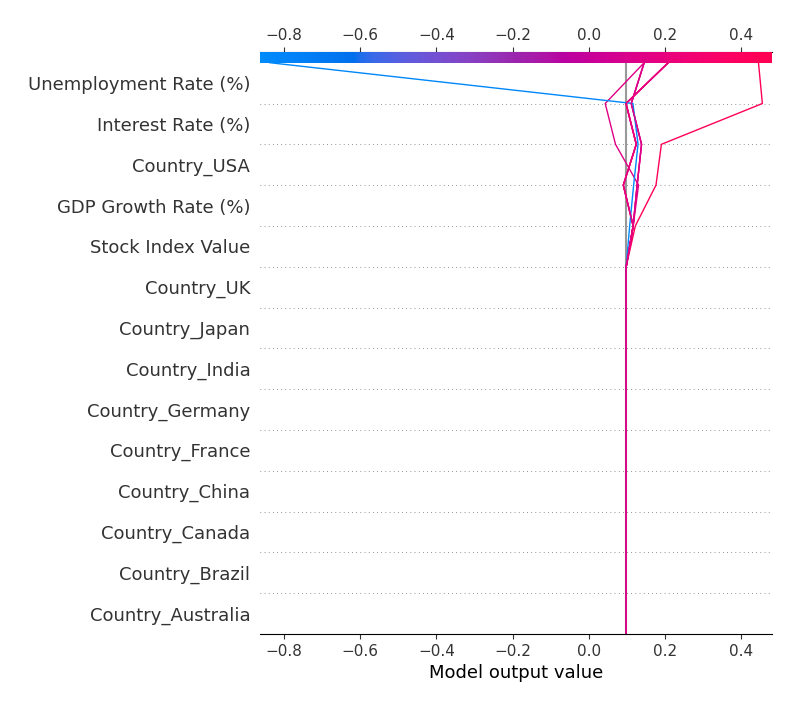 −0.8 −0.6 −0.4 −0.2 0.0 0.2 0.4
Unemployment Rate (%)
Interest Rate (%)
Country_USA
GDP Growth Rate (%)
Stock Index Value
Country_UK
Country_Japan
Country_India
Country_Germany
Country_France
Country_China
Country_Canada
Country_Brazil
Country_Australia
−0.8 −0.6 −0.4 −0.2 0.0 0.2 0.4
Model output value